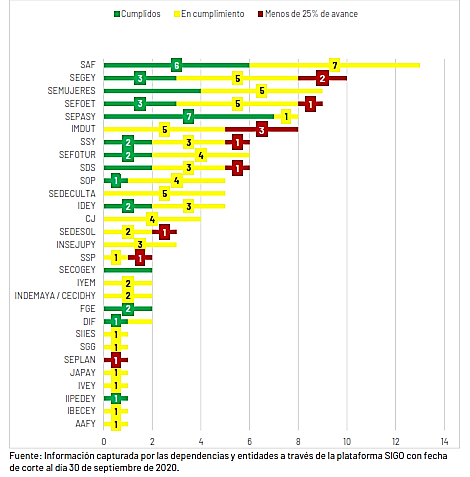 Cumplidos En cumplimiento Menos de 25% de avance
SAF 6 7
SEGEY 3 5 2
SEMUJERES 5
SEFOET 3 5 1
SEPASY 7 1
IMDUT 5 3
SSY 2 3 1
SEFOTUR 2 4
SDS 3 1
SOP 1 4
SEDECULTA 5
IDEY 2 3
CJ 4
SEDESOL 2 1
INSEJUPY 3
SSP 1 1
SECOGEY
IYEM 2
INDEMAYA / CECIDHY 2
FGE 2
DIF 1
SIIES 1
SGG 1
SEPLAN 1
JAPAY 1
IVEY 1
IIPEDEY 1
IBECEY 1
AAFY 1
0 2 4 6 8 10 12 14
Fuente: Información capturada por las dependencias y entidades a través de la plataforma SIGO con fecha
de corte al día 30 de septiembre de 2020.